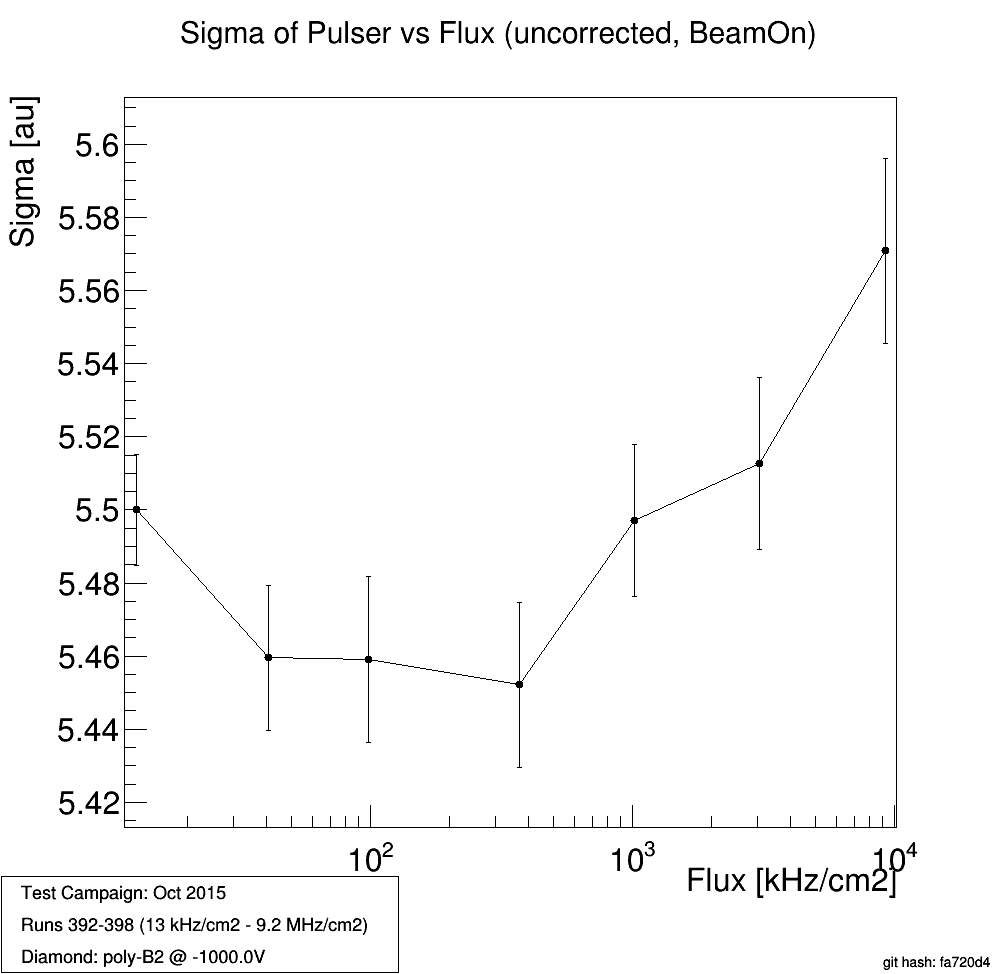 Sigma of Pulser vs Flux (uncorrected, BeamOn)
Sigma [au]
5.6
5.58
5.56
5.54
5.52
5.5
5.48
5.46
5.44
5.42
10²
10³
10⁴
Flux [kHz/cm2]
Test Campaign: Oct 2015
Runs 392-398 (13 kHz/cm2 - 9.2 MHz/cm2)
Diamond: poly-B2 @ -1000.0V
git hash: fa720d4